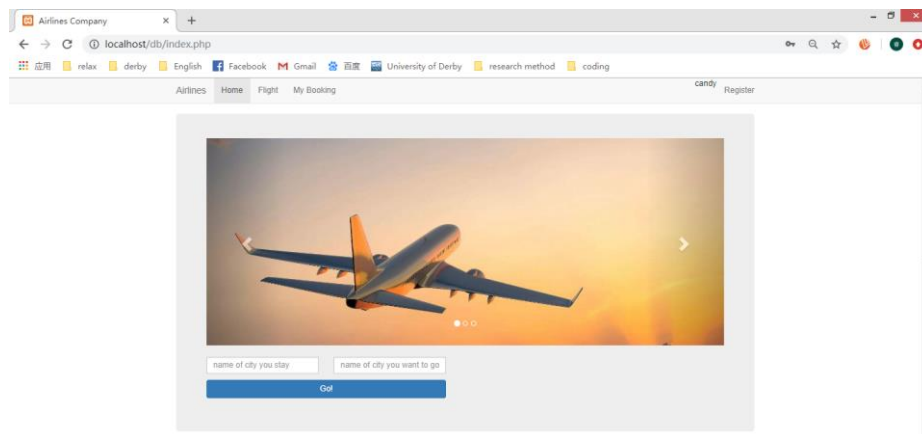 Airlines Company
localhost/db/index.php
应用 relax derby English Facebook Gmail 百度 University of Derby research method coding
Airlines Home Flight My Booking candy Register
name of city you stay name of city you want to go
Go!